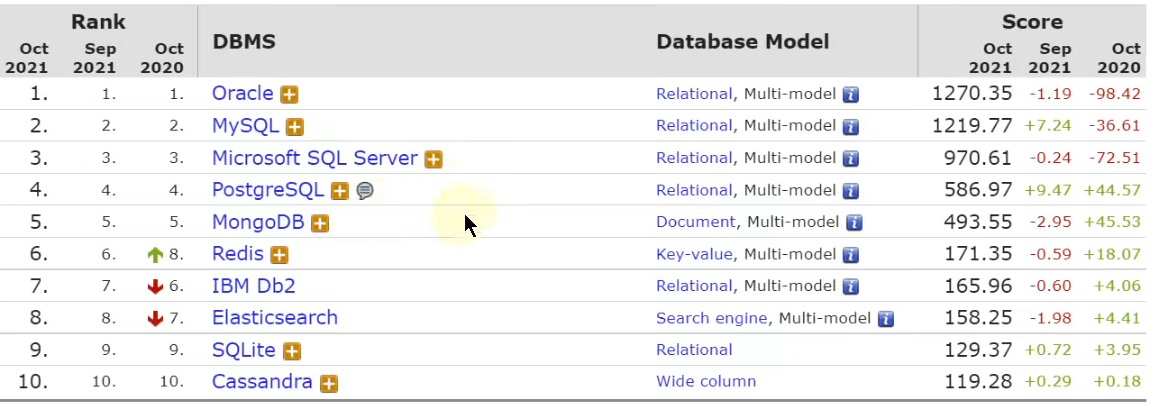 Rank DBMS Database Model Score
Oct 2021 Sep 2021 Oct 2020 Oct 2021 Sep 2021 Oct 2020
1. 1. 1. Oracle Relational, Multi-model 1270.35 -1.19 -98.42
2. 2. 2. MySQL Relational, Multi-model 1219.77 +7.24 -36.61
3. 3. 3. Microsoft SQL Server Relational, Multi-model 970.61 -0.24 -72.51
4. 4. 4. PostgreSQL Relational, Multi-model 586.97 +9.47 +44.57
5. 5. 5. MongoDB Document, Multi-model 493.55 -2.95 +45.53
6. 6. 8. Redis Key-value, Multi-model 171.35 -0.59 +18.07
7. 7. 6. IBM Db2 Relational, Multi-model 165.96 -0.60 +4.06
8. 8. 7. Elasticsearch Search engine, Multi-model 158.25 -1.98 +4.41
9. 9. 9. SQLite Relational 129.37 +0.72 +3.95
10. 10. 10. Cassandra Wide column 119.28 +0.29 +0.18